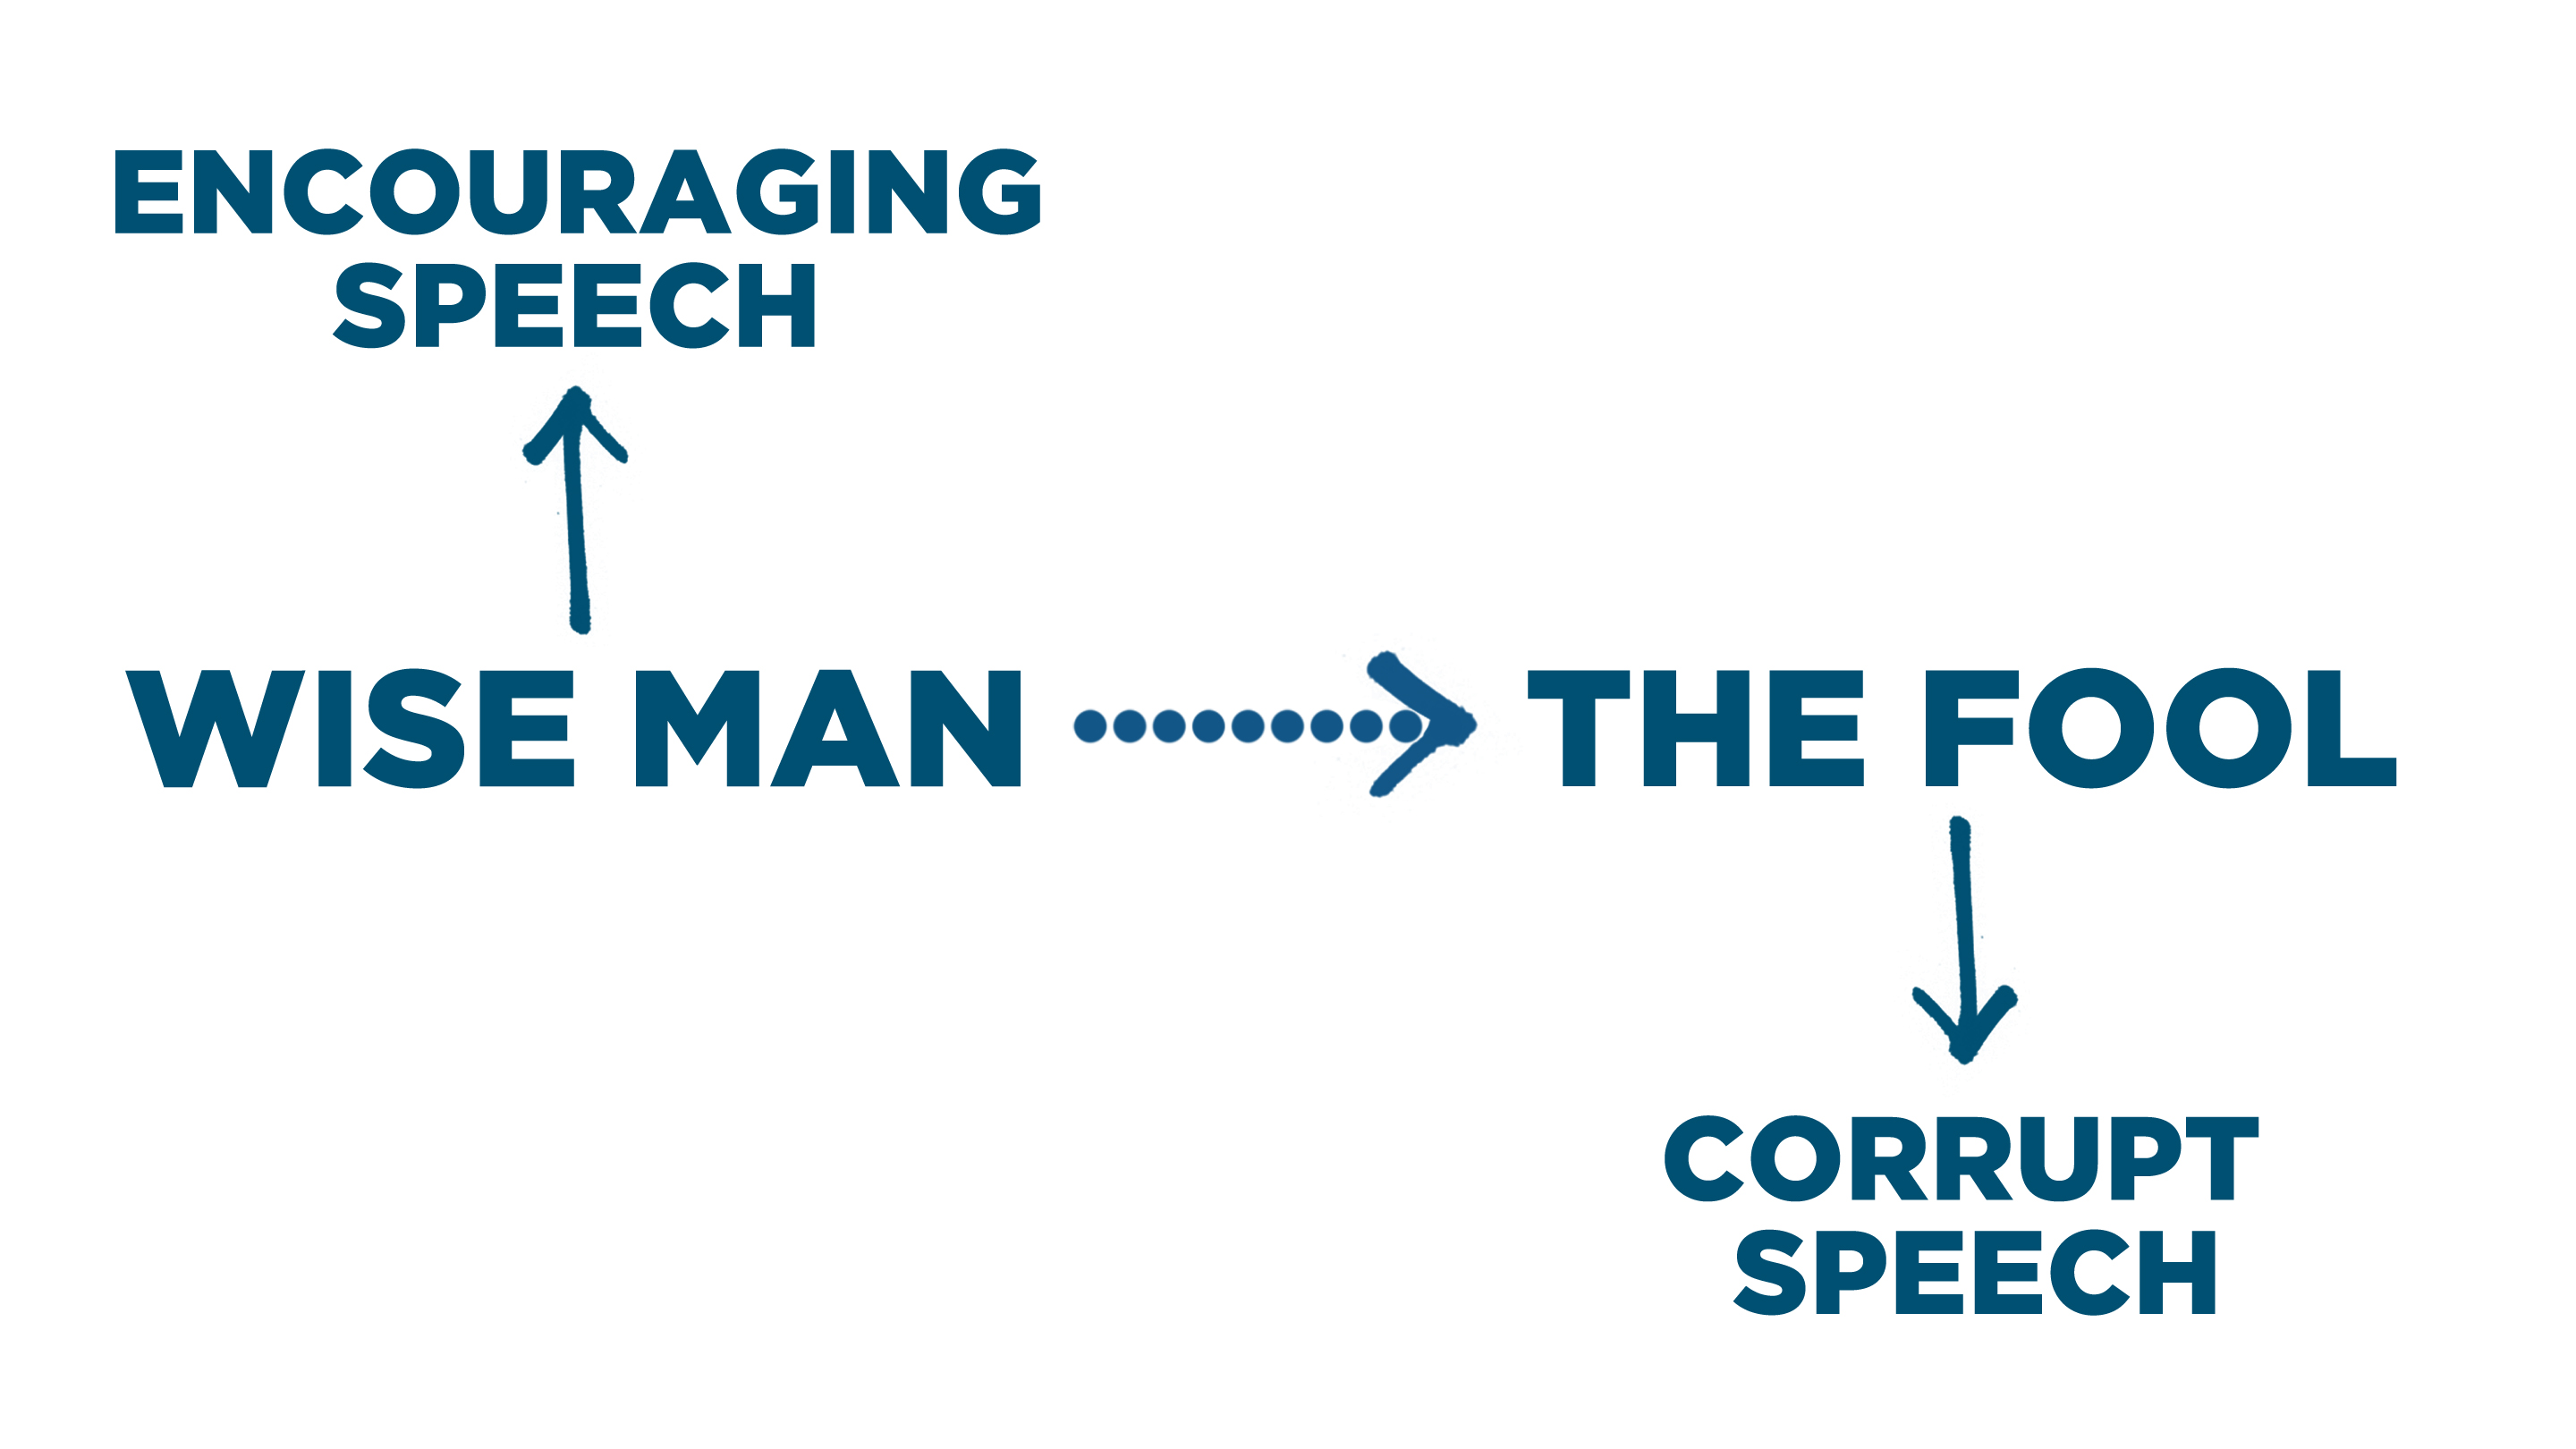 ENCOURAGING
SPEECH
WISE MAN
THE FOOL
CORRUPT
SPEECH